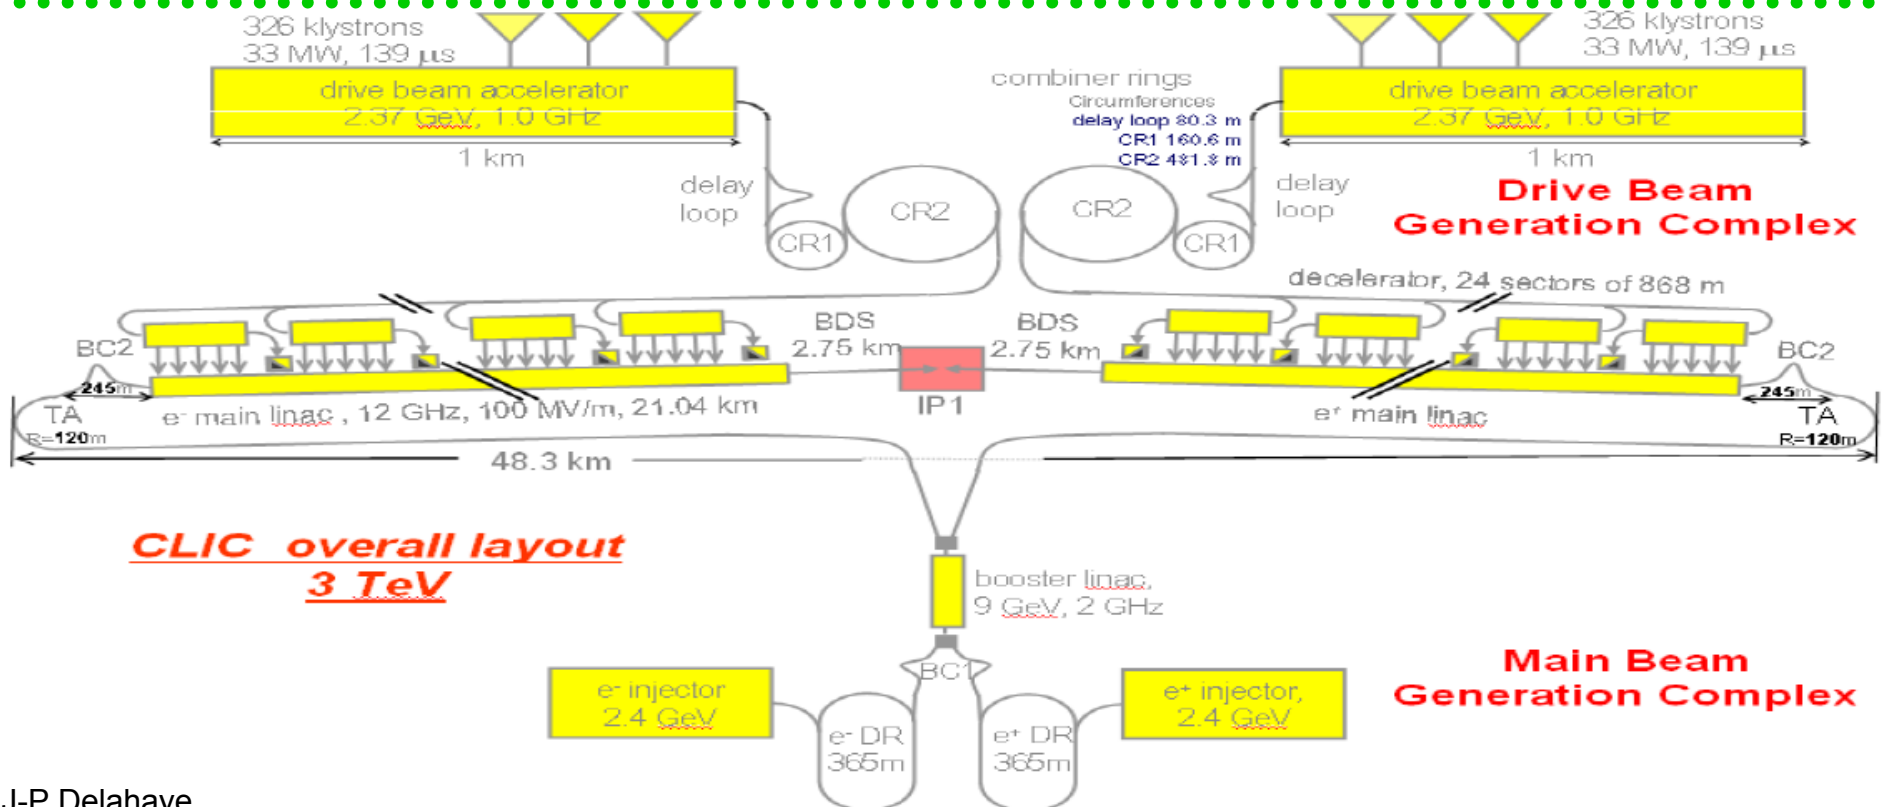 326 klystrons
33 MW, 139 μs
drive beam accelerator
2.37 GeV, 1.0 GHz
1 km
combiner rings
Circumferences
delay loop 80.3 m
CR1 160.6 m
CR2 481.8 m
326 klystrons
33 MW, 139 μs
drive beam accelerator
2.37 GeV, 1.0 GHz
1 km
delay
loop
CR1
CR2
CR2
CR1
delay
loop
Drive Beam
Generation Complex
decelerator, 24 sectors of 868 m
BC2
245m
TA
R=120m
BDS
2.75 km
BDS
2.75 km
IP1
BC2
245m
TA
R=120m
e⁻ main linac , 12 GHz, 100 MV/m, 21.04 km
e⁺ main linac
48.3 km
CLIC overall layout
3 TeV
booster linac,
9 GeV, 2 GHz
BC1
e⁻ injector
2.4 GeV
e⁻ DR
365m
e⁺ DR
365m
e⁺ injector,
2.4 GeV
Main Beam
Generation Complex
J-P Delahaye